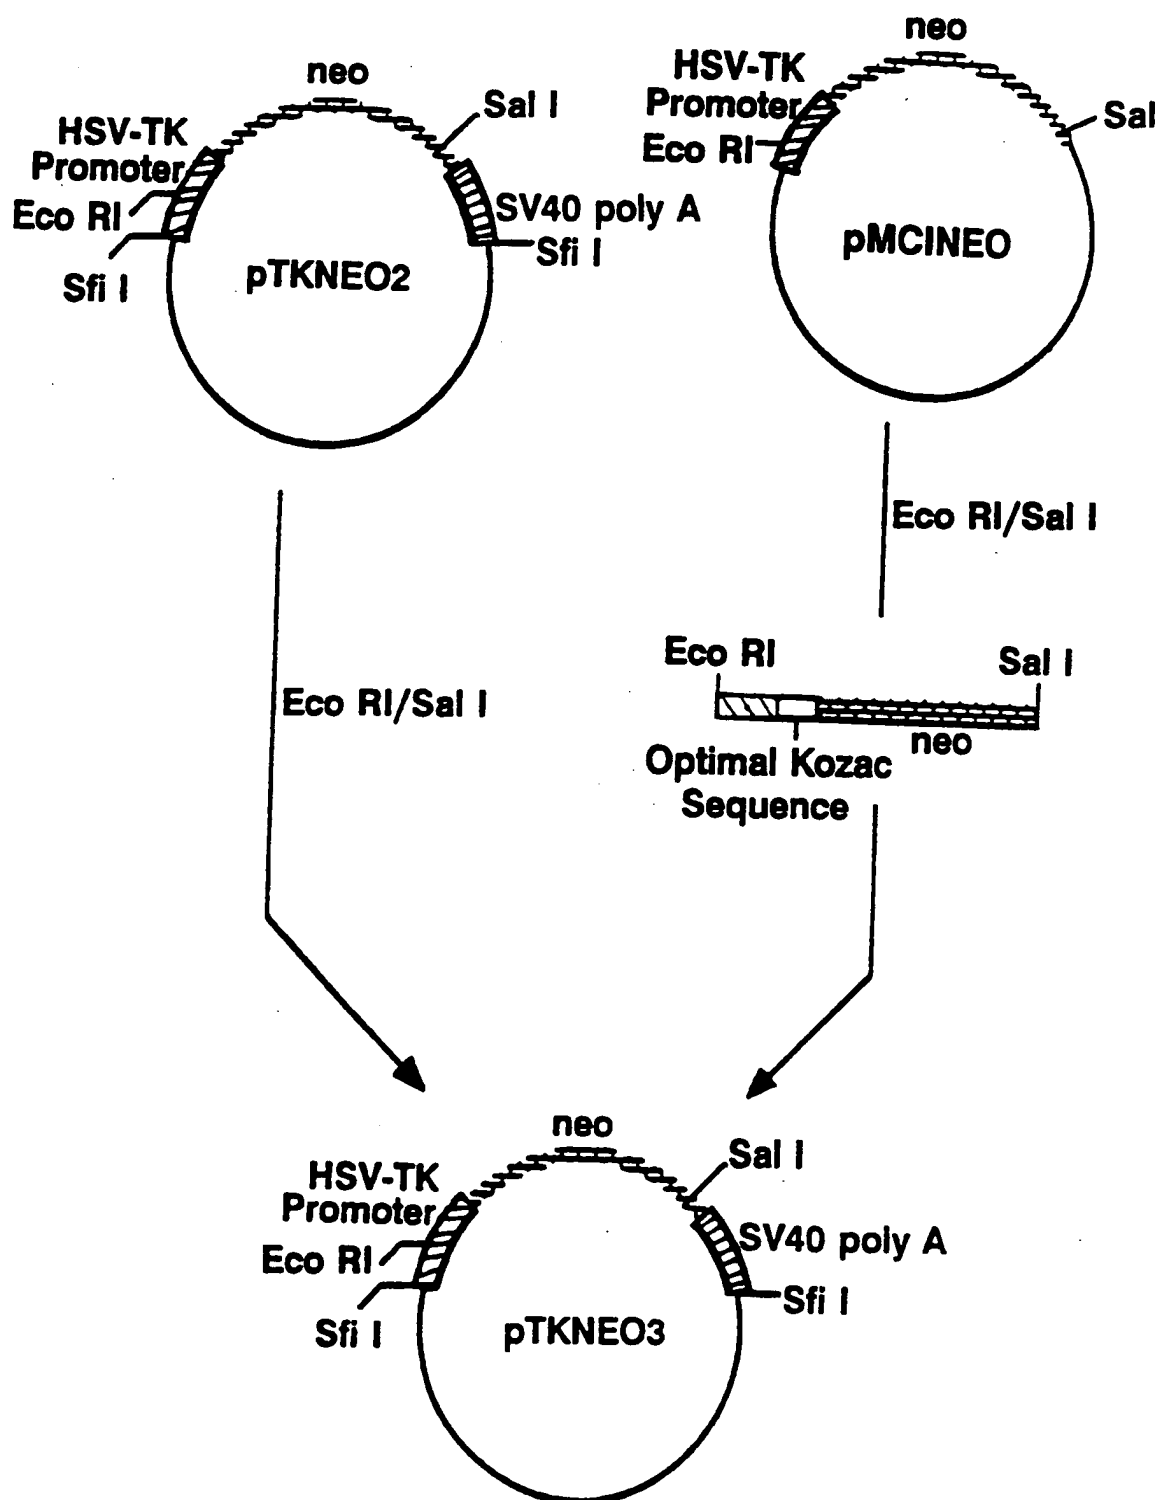 neo
HSV-TK
Promoter
Eco RI
Sfi I
Sal I
SV40 poly A
Sfi I
pTKNEO2
neo
HSV-TK
Promoter
Eco RI
Sal
pMCINEO
Eco RI/Sal I
Eco RI
Sal I
neo
Optimal Kozac
Sequence
Eco RI/Sal I
neo
HSV-TK
Promoter
Eco RI
Sfi I
Sal I
SV40 poly A
Sfi I
pTKNEO3